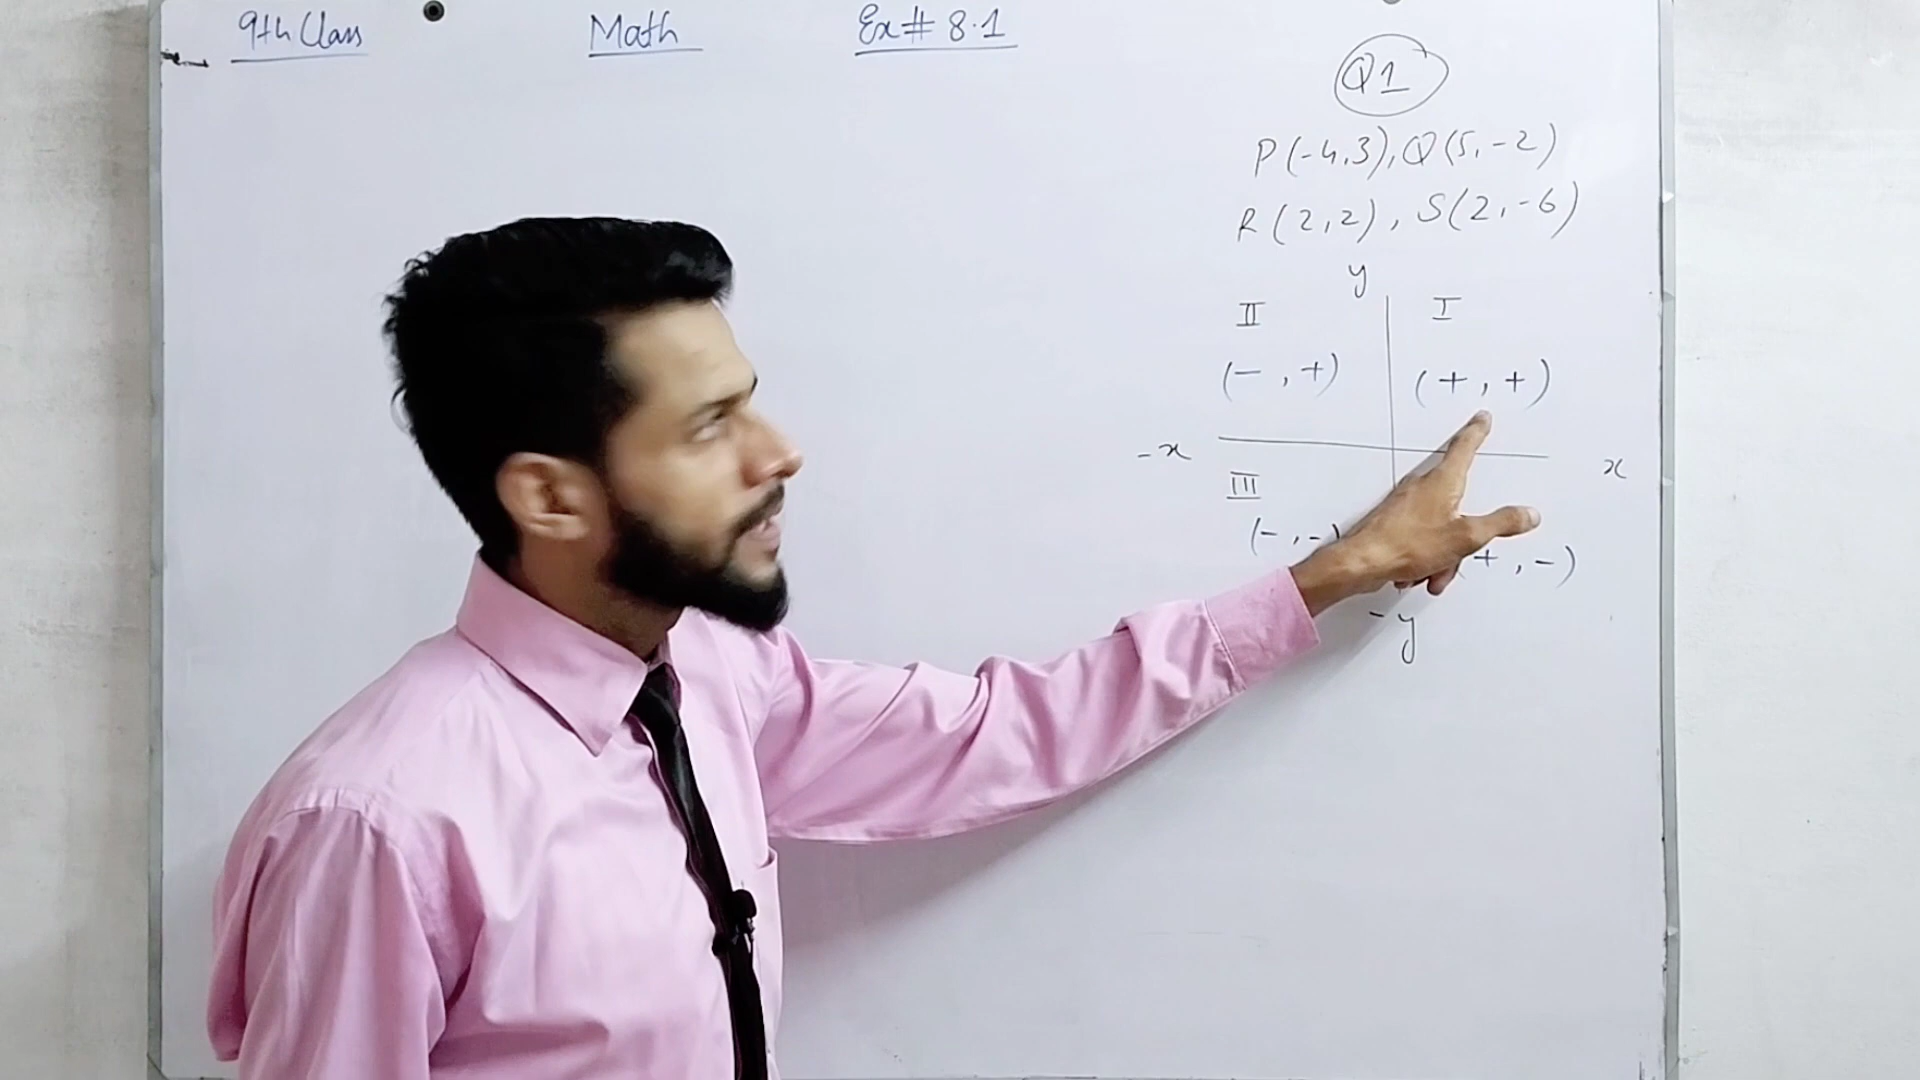 9th Class Math Ex# 8.1
Q1
P(-4,3), Q(5,-2)
R(2,2), S(2,-6)
y
II I
(-,+) (+,+)
-x x
III
(-,-) (+,-)
-y